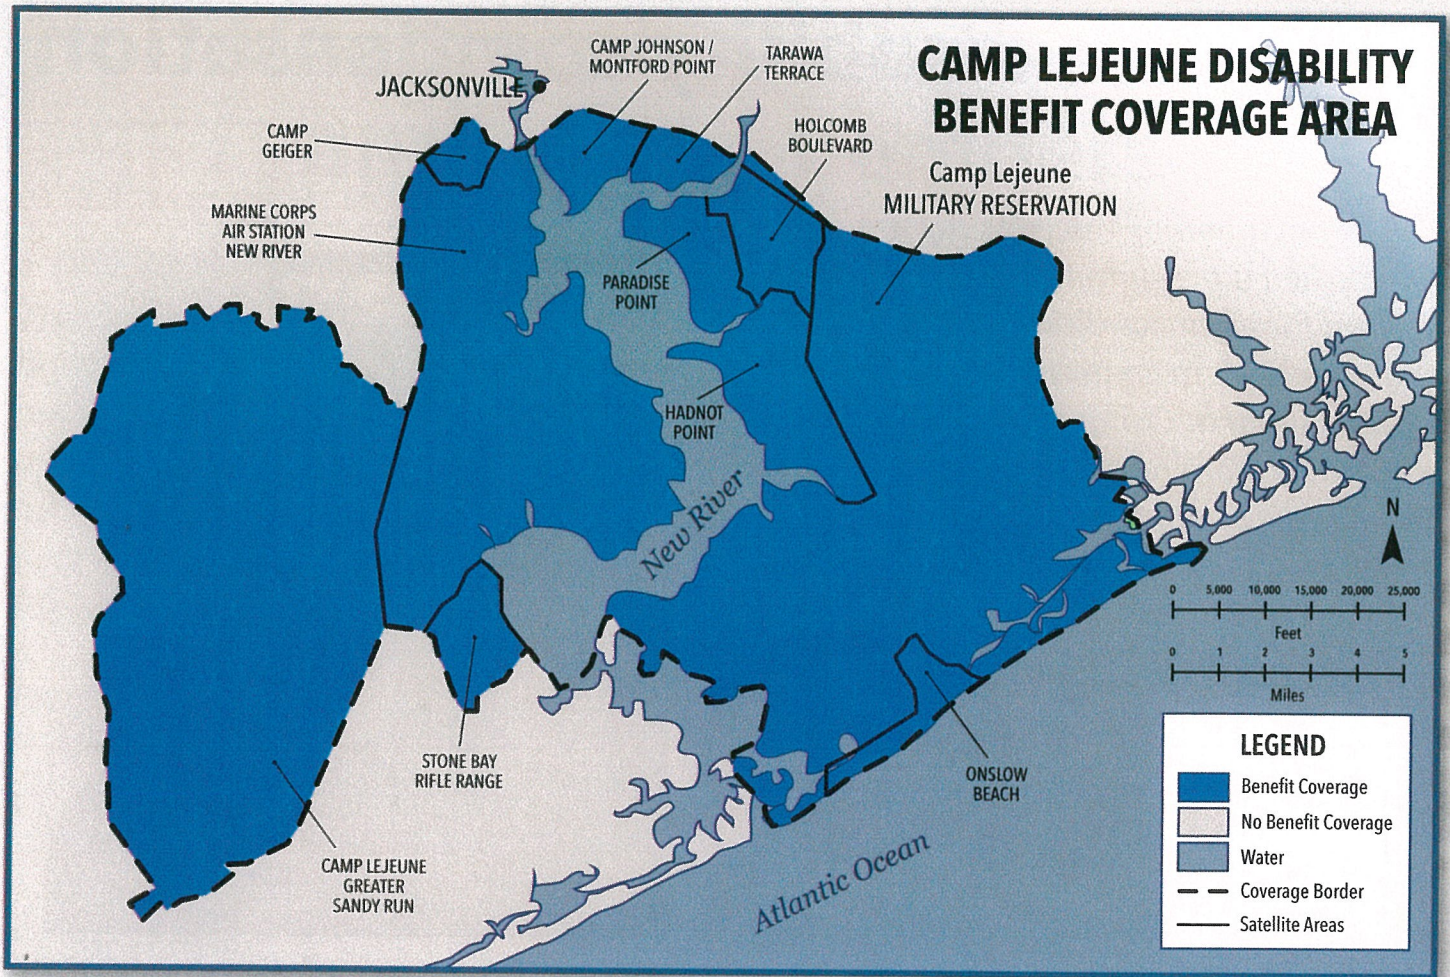 CAMP LEJEUNE DISABILITY
BENEFIT COVERAGE AREA
JACKSONVILLE
CAMP JOHNSON /
MONTFORD POINT
TARAWA
TERRACE
CAMP
GEIGER
HOLCOMB
BOULEVARD
Camp Lejeune
MILITARY RESERVATION
MARINE CORPS
AIR STATION
NEW RIVER
PARADISE
POINT
HADNOT
POINT
New River
N
0 5,000 10,000 15,000 20,000 25,000
Feet
0 1 2 3 4 5
Miles
STONE BAY
RIFLE RANGE
ONSLOW
BEACH
CAMP LEJEUNE
GREATER
SANDY RUN
Atlantic Ocean
LEGEND
Benefit Coverage
No Benefit Coverage
Water
Coverage Border
Satellite Areas